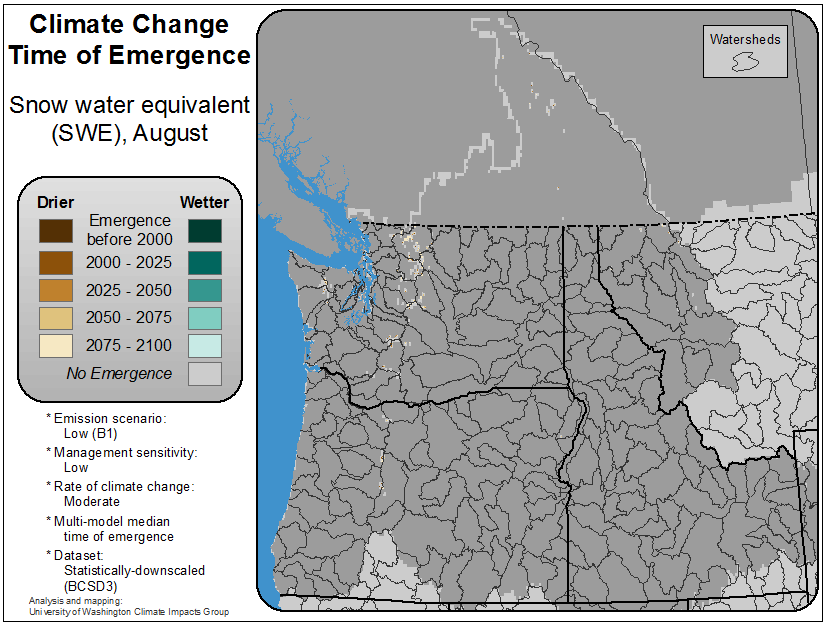 Climate Change
Time of Emergence
Snow water equivalent
(SWE), August
Drier
Wetter
Emergence
before 2000
2000 - 2025
2025 - 2050
2050 - 2075
2075 - 2100
No Emergence
* Emission scenario:
Low (B1)
* Management sensitivity:
Low
* Rate of climate change:
Moderate
* Multi-model median
time of emergence
* Dataset:
Statistically-downscaled
(BCSD3)
Analysis and mapping:
University of Washington Climate Impacts Group
Watersheds